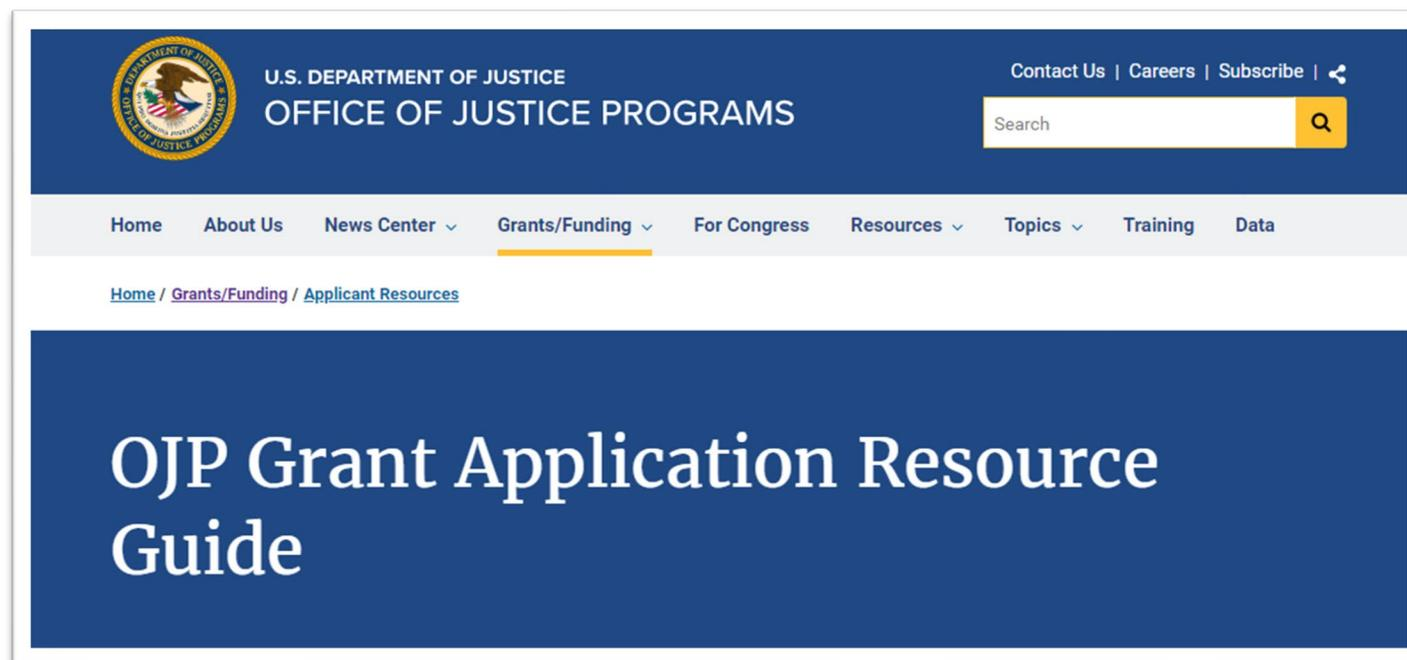 U.S. DEPARTMENT OF JUSTICE
OFFICE OF JUSTICE PROGRAMS
Contact Us | Careers | Subscribe |
Search
Home About Us News Center Grants/Funding For Congress Resources Topics Training Data
Home / Grants/Funding / Applicant Resources
OJP Grant Application Resource
Guide